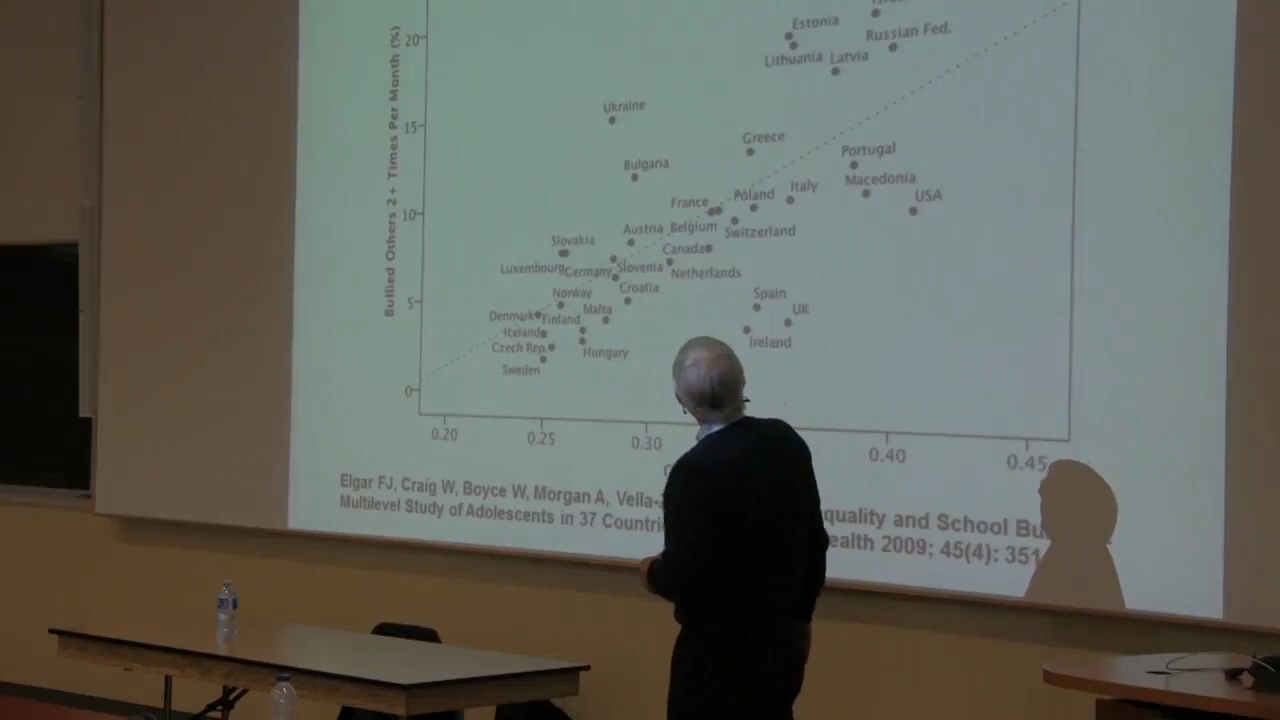 Estonia
20
Russian Fed.
Lithuania
Latvia
Bullied Others 2+ Times Per Month (%)
Ukraine
15
Greece
Portugal
Bulgaria
Macedonia
Italy
Poland
USA
France
10
Austria
Belgium
Switzerland
Slovakia
Canada
Luxembourg
Germany
Slovenia
Netherlands
Croatia
Norway
Spain
5
Malta
UK
Denmark
Finland
Iceland
Ireland
Czech Rep.
Hungary
Sweden
0
0.20
0.25
0.30
0.40
0.45
Elgar FJ, Craig W, Boyce W, Morgan A, Vella- quality and School Bu
Multilevel Study of Adolescents in 37 Countri ealth 2009; 45(4): 351